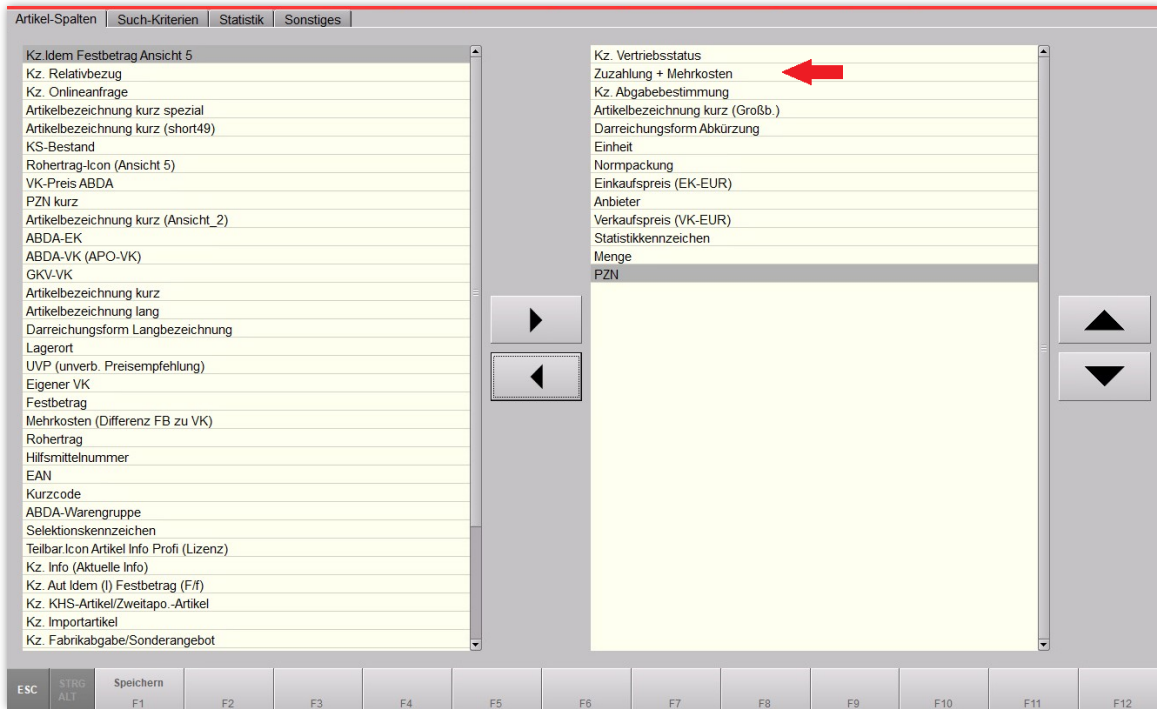 Artikel-Spalten Such-Kriterien Statistik Sonstiges
Kz.Idem Festbetrag Ansicht 5
Kz. Relativbezug
Kz. Onlineanfrage
Artikelbezeichnung kurz spezial
Artikelbezeichnung kurz (short49)
KS-Bestand
Rohertrag-Icon (Ansicht 5)
VK-Preis ABDA
PZN kurz
Artikelbezeichnung kurz (Ansicht_2)
ABDA-EK
ABDA-VK (APO-VK)
GKV-VK
Artikelbezeichnung kurz
Artikelbezeichnung lang
Darreichungsform Langbezeichnung
Lagerort
UVP (unverb. Preisempfehlung)
Eigener VK
Festbetrag
Mehrkosten (Differenz FB zu VK)
Rohertrag
Hilfsmittelnummer
EAN
Kurzcode
ABDA-Warengruppe
Selektionskennzeichen
Teilbar.Icon Artikel Info Profi (Lizenz)
Kz. Info (Aktuelle Info)
Kz. Aut Idem (I) Festbetrag (F/f)
Kz. KHS-Artikel/Zweitapo.-Artikel
Kz. Importartikel
Kz. Fabrikabgabe/Sonderangebot
Kz. Vertriebsstatus
Zuzahlung + Mehrkosten
Kz. Abgabebestimmung
Artikelbezeichnung kurz (Großb.)
Darreichungsform Abkürzung
Einheit
Normpackung
Einkaufspreis (EK-EUR)
Anbieter
Verkaufspreis (VK-EUR)
Statistikkennzeichen
Menge
PZN
ESC
STRG
ALT
Speichern
F1 F2 F3 F4 F5 F6 F7 F8 F9 F10 F11 F12